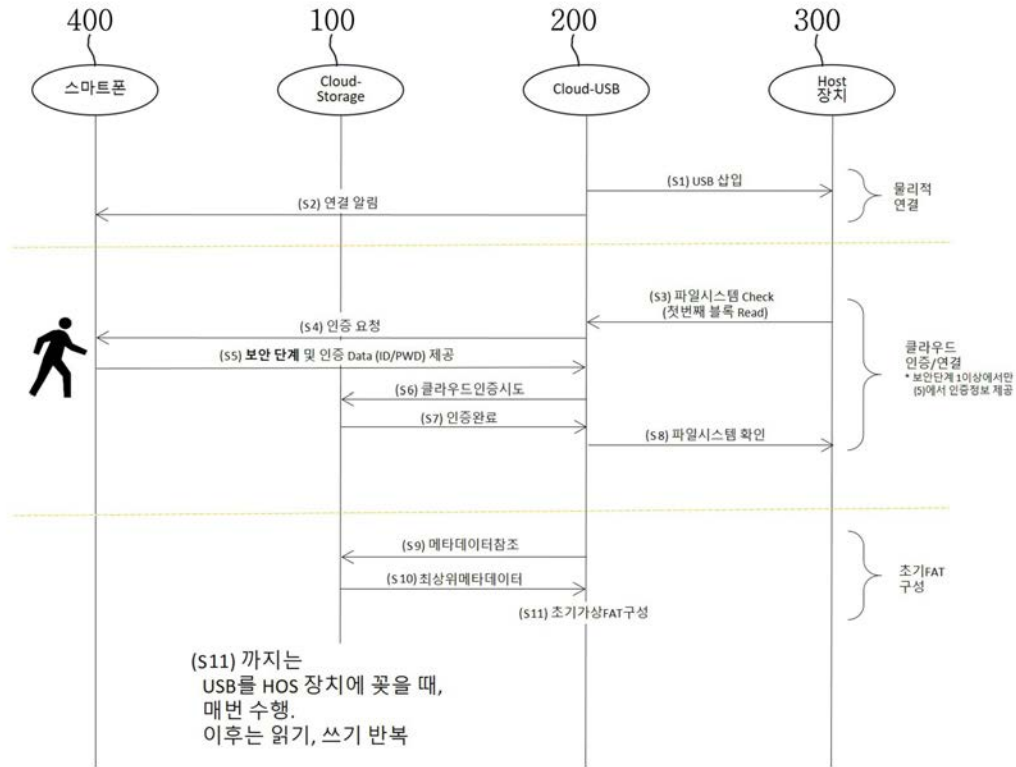 400
100
200
300
스마트폰
Cloud-
Storage
Cloud-USB
Host
장치
(S1) USB 삽입
(S2) 연결 알림
물리적
연결
(S3) 파일시스템 Check
(첫번째 블록 Read)
(S4) 인증 요청
(S5) 보안 단계 및 인증 Data (ID/PWD) 제공
(S6) 클라우드인증시도
(S7) 인증완료
(S8) 파일시스템 확인
클라우드
인증/연결
* 보안단계 1이상에서만
(5)에서 인증정보 제공
(S9) 메타데이터참조
(S10) 최상위메타데이터
(S11) 초기가상FAT구성
초기FAT
구성
(S11) 까지는
USB를 HOS 장치에 꽂을 때,
매번 수행.
이후는 읽기, 쓰기 반복